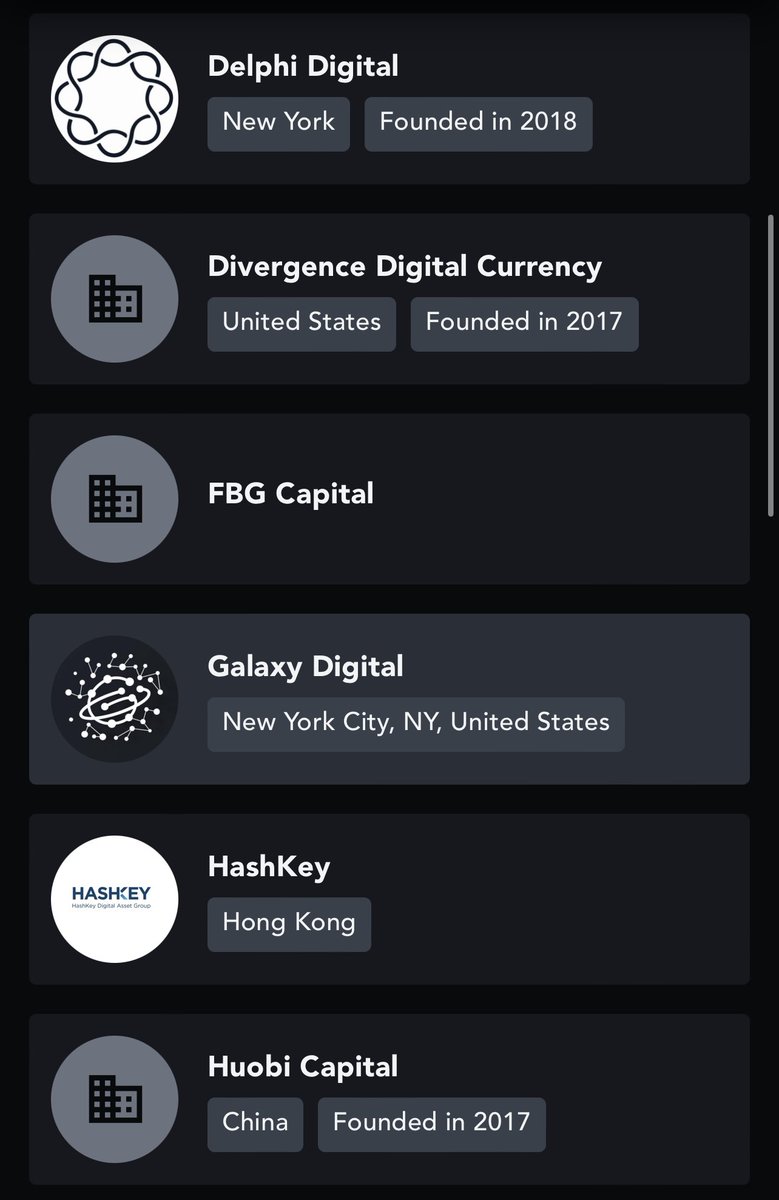 Delphi Digital
New York
Founded in 2018
Divergence Digital Currency
United States
Founded in 2017
FBG Capital
Galaxy Digital
New York City, NY, United States
HASHKEY
HashKey Digital Asset Group
HashKey
Hong Kong
Huobi Capital
China
Founded in 2017